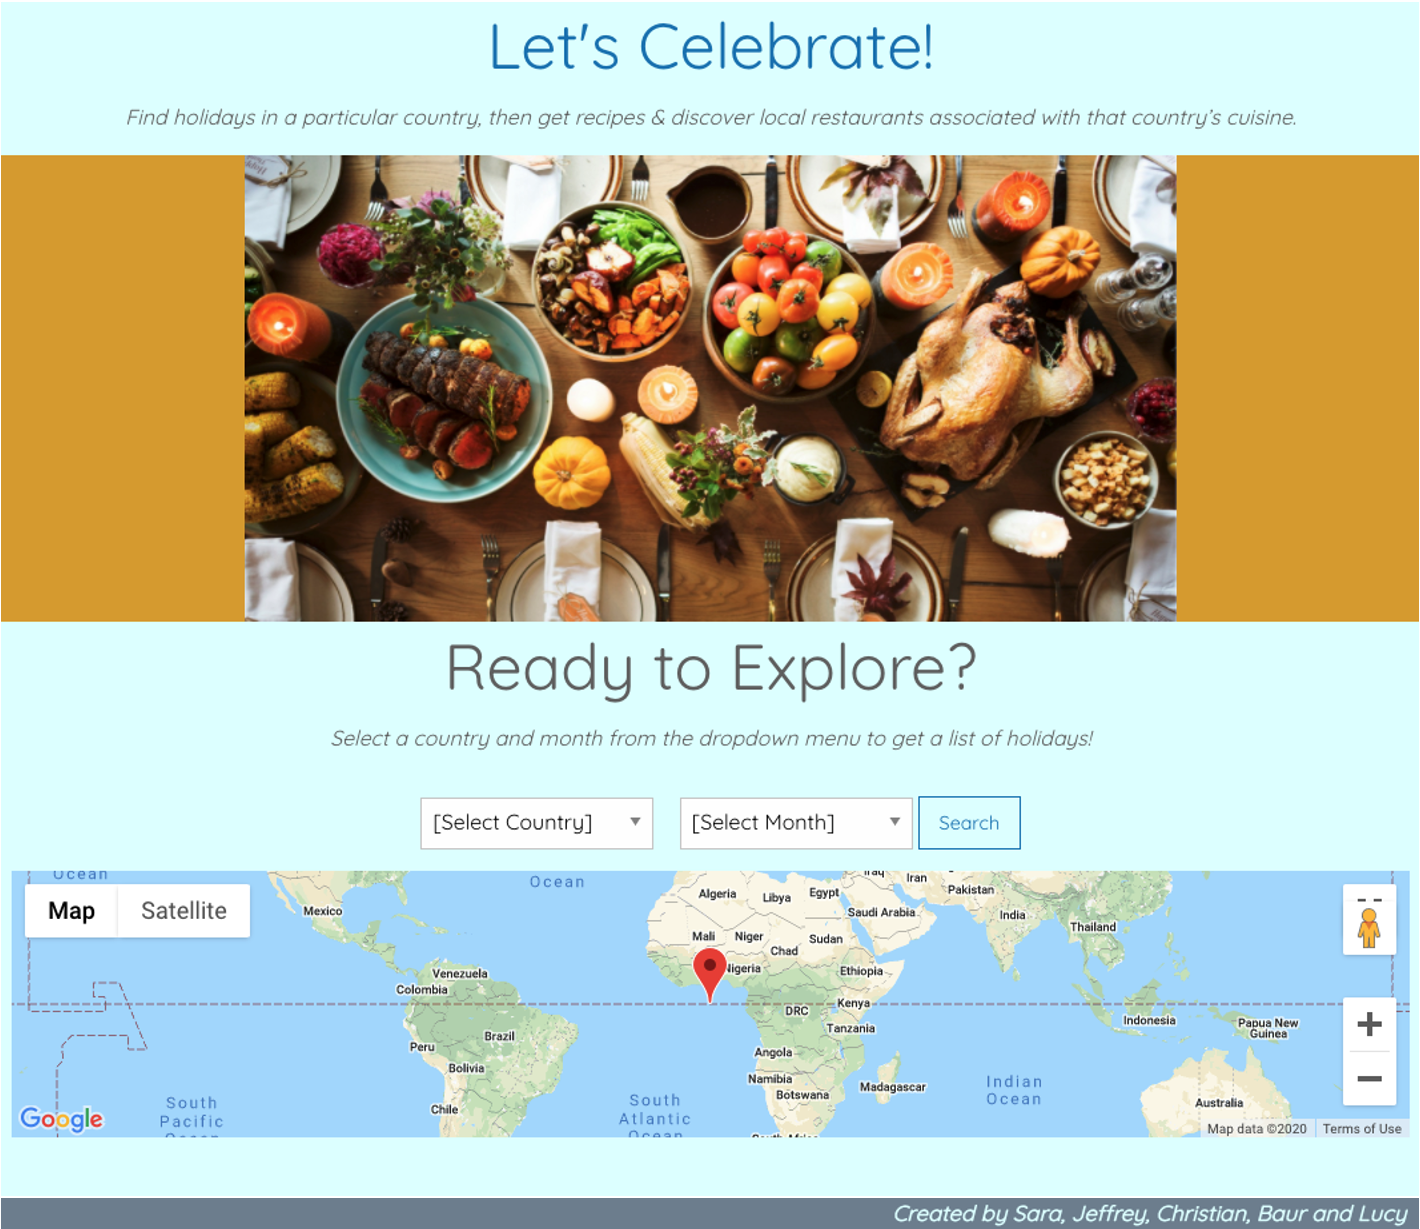 Let's Celebrate!
Find holidays in a particular country, then get recipes & discover local restaurants associated with that country’s cuisine.
Ready to Explore?
Select a country and month from the dropdown menu to get a list of holidays!
[Select Country] [Select Month] Search
Ocean
Map Satellite
Ocean
Mexico
Algeria
Libya
Egypt
Iraq
Iran
Pakistan
Saudi Arabia
India
Thailand
Mali
Niger
Chad
Sudan
Nigeria
Ethiopia
Venezuela
Colombia
DRC
Kenya
Tanzania
Indonesia
Papua New
Guinea
Brazil
Peru
Bolivia
Angola
Namibia
Botswana
Madagascar
Chile
Australia
South
Pacific
Ocean
South
Atlantic
Ocean
Indian
Ocean
South Africa
Google
Map data ©2020 Terms of Use
Created by Sara, Jeffrey, Christian, Baur and Lucy